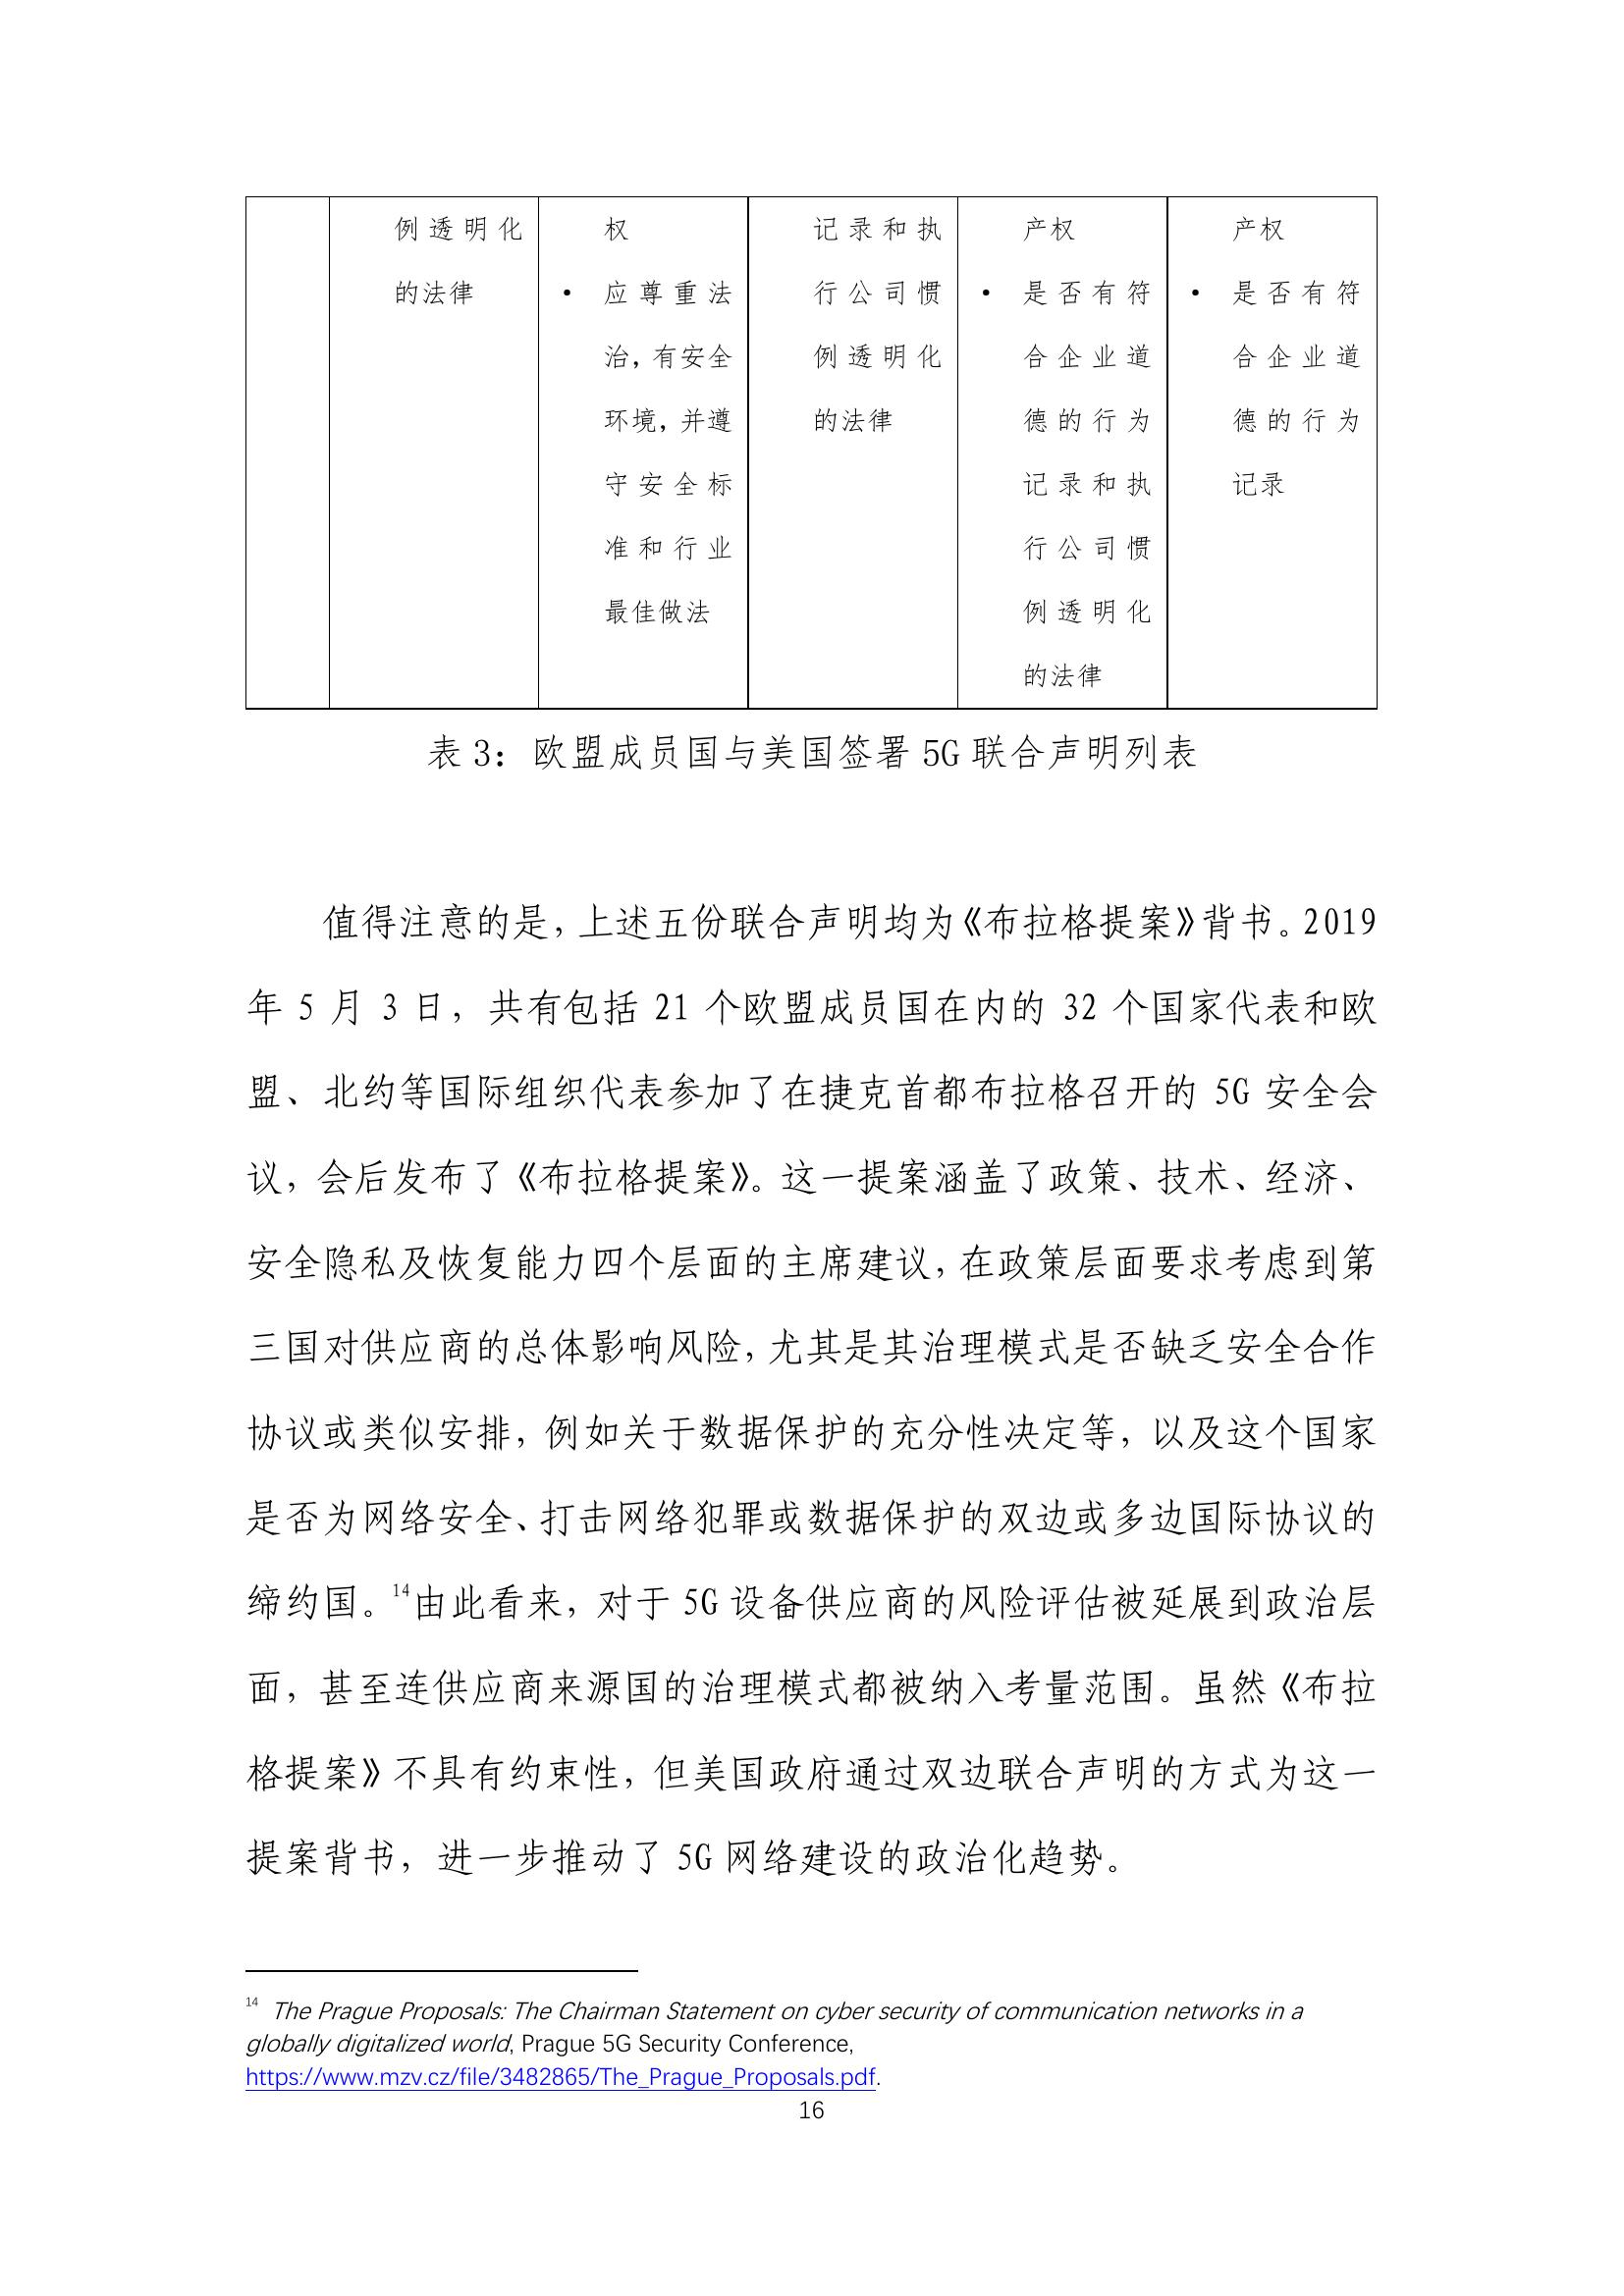 例透明化
的法律
权
• 应尊重法
治，有安全
环境，并遵
守安全标
准和行业
最佳做法
记录和执
行公司惯
例透明化
的法律
产权
• 是否有符
合企业道
德的行为
记录和执
行公司惯
例透明化
的法律
产权
• 是否有符
合企业道
德的行为
记录
表 3：欧盟成员国与美国签署 5G 联合声明列表
值得注意的是，上述五份联合声明均为《布拉格提案》背书。2019
年 5 月 3 日，共有包括 21 个欧盟成员国在内的 32 个国家代表和欧
盟、北约等国际组织代表参加了在捷克首都布拉格召开的 5G 安全会
议，会后发布了《布拉格提案》。这一提案涵盖了政策、技术、经济、
安全隐私及恢复能力四个层面的主席建议，在政策层面要求考虑到第
三国对供应商的总体影响风险，尤其是其治理模式是否缺乏安全合作
协议或类似安排，例如关于数据保护的充分性决定等，以及这个国家
是否为网络安全、打击网络犯罪或数据保护的双边或多边国际协议的
缔约国。14由此看来，对于 5G 设备供应商的风险评估被延展到政治层
面，甚至连供应商来源国的治理模式都被纳入考量范围。虽然《布拉
格提案》不具有约束性，但美国政府通过双边联合声明的方式为这一
提案背书，进一步推动了 5G 网络建设的政治化趋势。
14 The Prague Proposals: The Chairman Statement on cyber security of communication networks in a
globally digitalized world, Prague 5G Security Conference,
https://www.mzv.cz/file/3482865/The_Prague_Proposals.pdf.
16